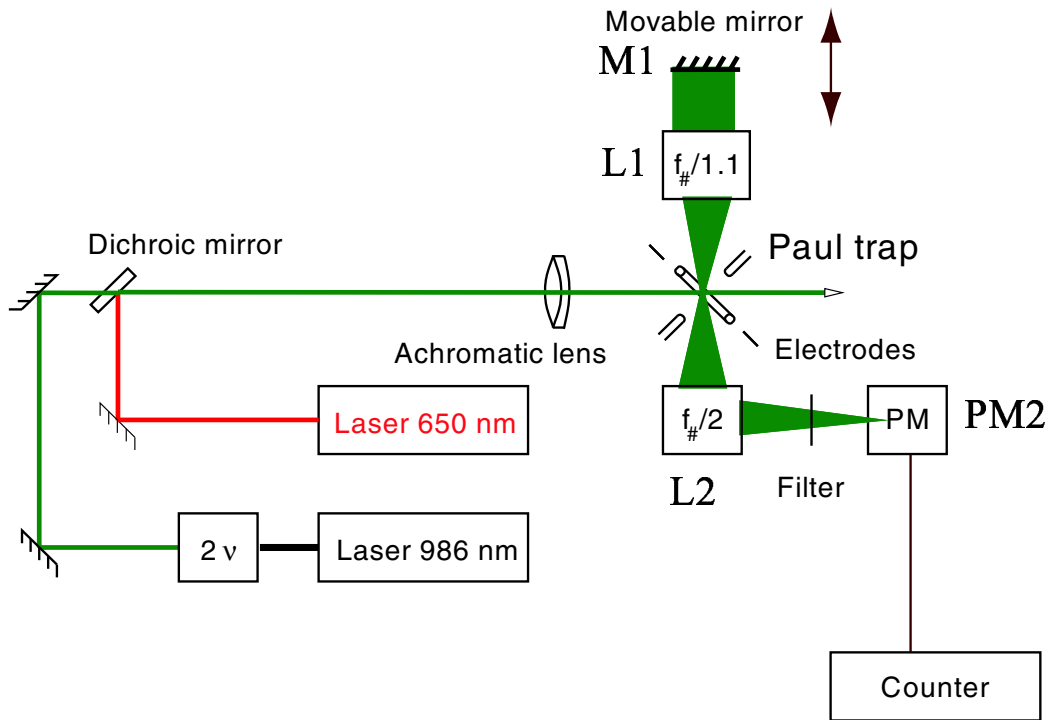 Movable mirror
M1
L1
f#/1.1
Dichroic mirror
Paul trap
Achromatic lens
Electrodes
Laser 650 nm
f#/2
PM
PM2
L2
Filter
2 ν
Laser 986 nm
Counter